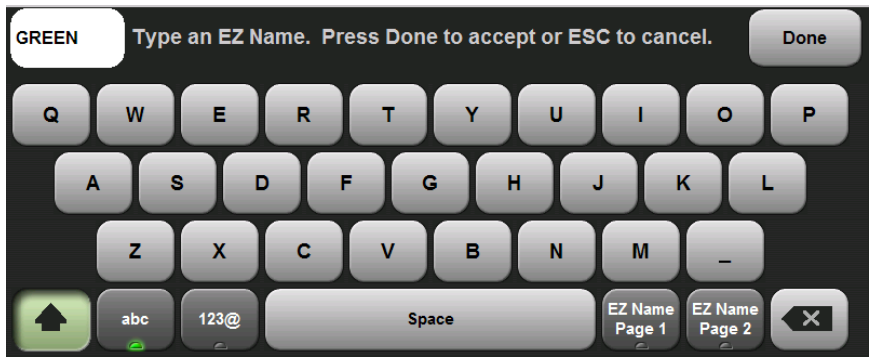 GREEN Type an EZ Name. Press Done to accept or ESC to cancel. Done
Q W E R T Y U I O P
A S D F G H J K L
Z X C V B N M _
abc 123@ Space EZ Name Page 1 EZ Name Page 2